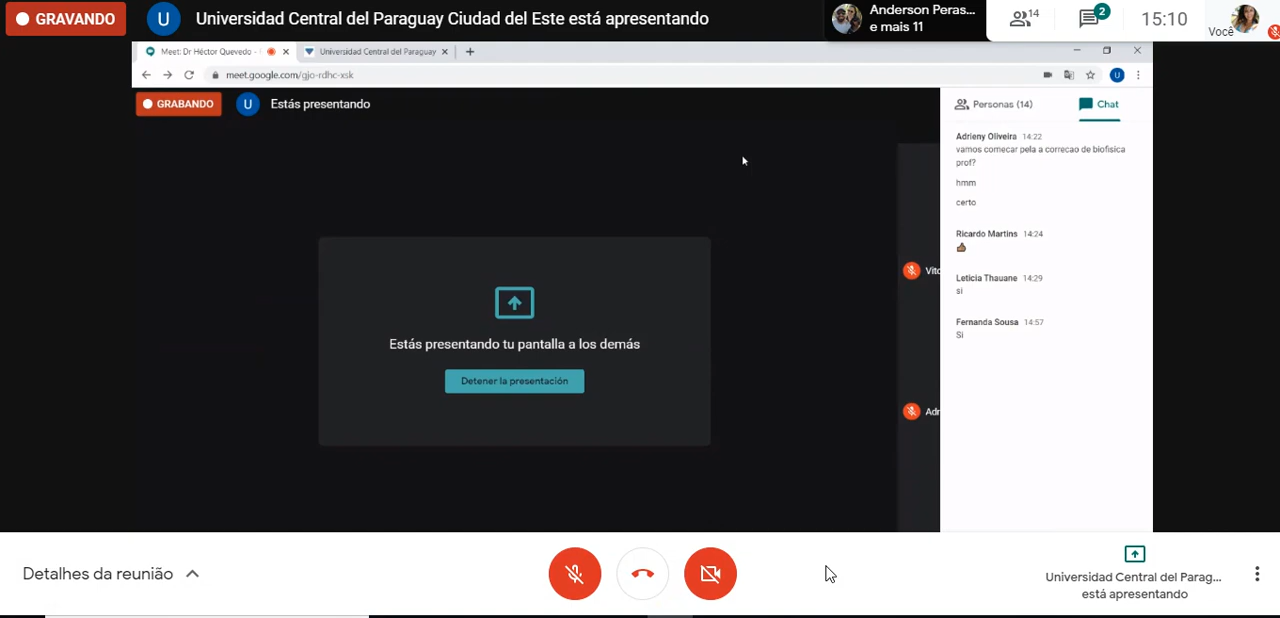 GRAVANDO
U
Universidad Central del Paraguay Ciudad del Este está apresentando
Anderson Peras...
e mais 11
14
2
15:10
Você
Meet: Dr Héctor Quevedo -
Universidad Central del Paraguay
meet.google.com/gjo-rdhc-xsk
U
GRABANDO
U
Estás presentando
Personas (14)
Chat
Adrieny Oliveira 14:22
vamos comecar pela a correcao de biofisica
prof?
hmm
certo
Ricardo Martins 14:24
Leticia Thauane 14:29
si
Fernanda Sousa 14:57
Si
Vito
Adr
Estás presentando tu pantalla a los demás
Detener la presentación
Detalhes da reunião
Universidad Central del Parag...
está apresentando